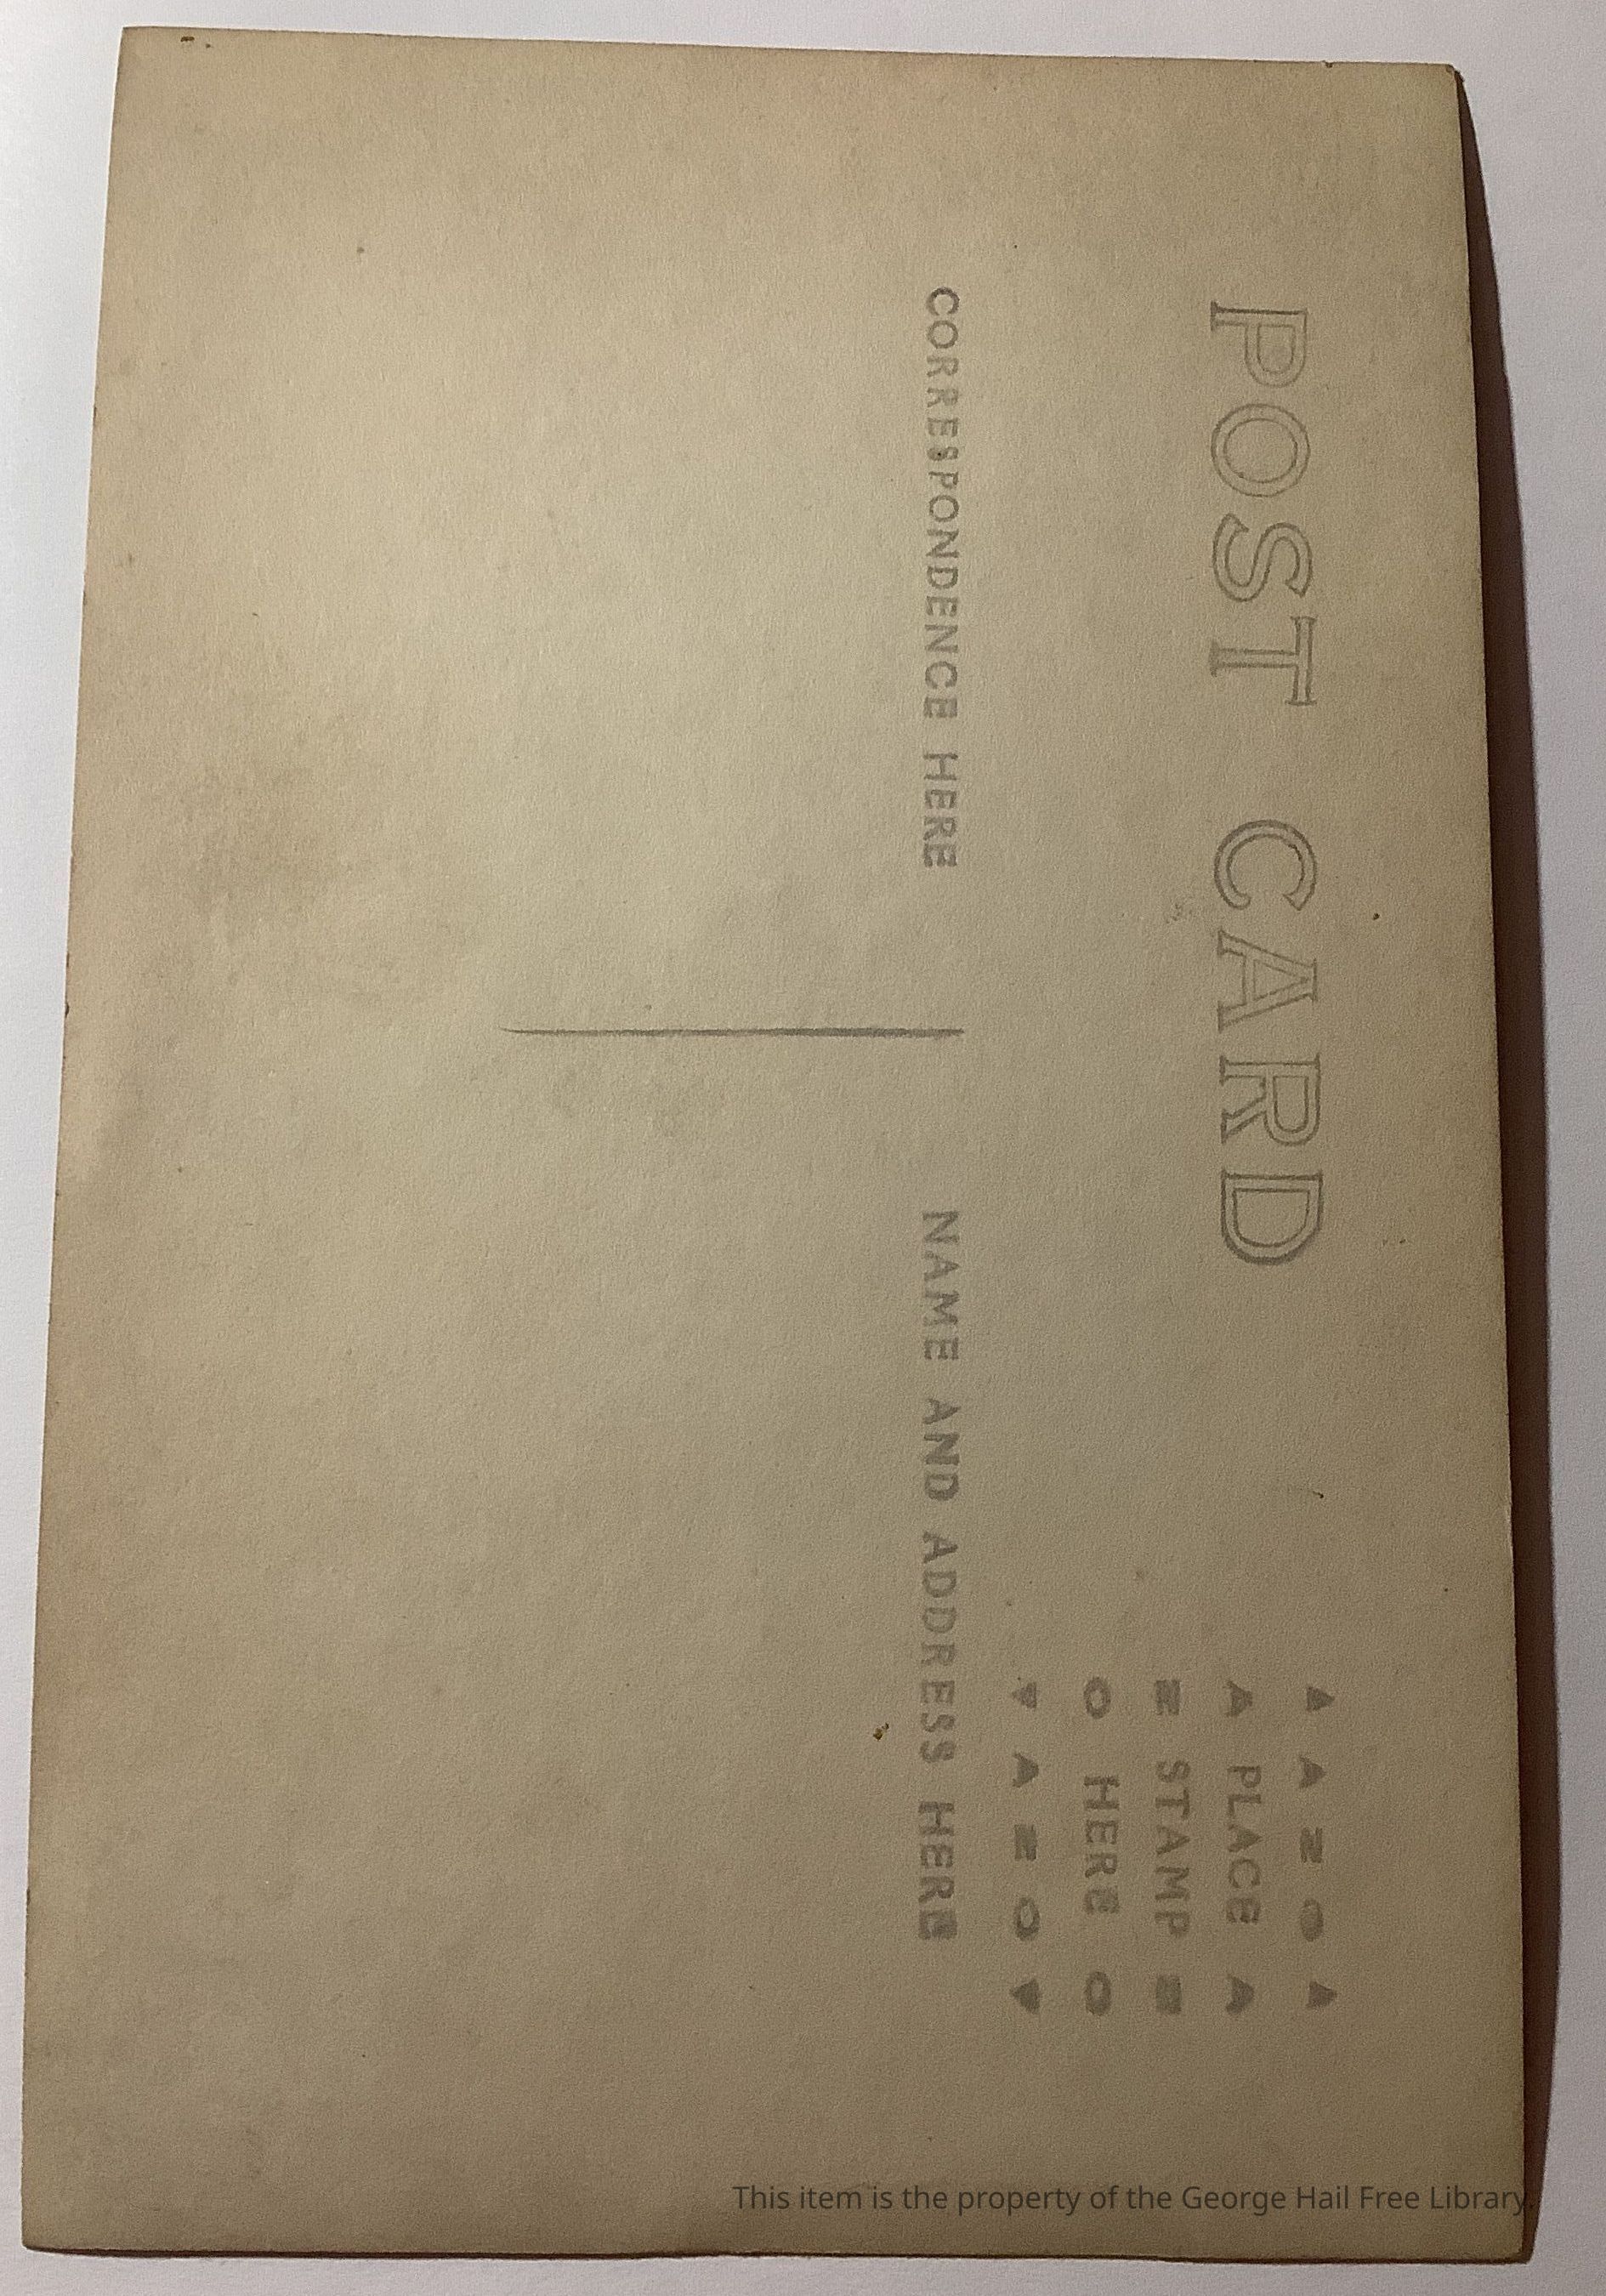 POST CARD
CORRESPONDENCE HERE
NAME AND ADDRESS HERE
▲ A Z O ▲
A PLACE A
Z STAMP Z
O HERE O
▼ A Z O ▼
This item is the property of the George Hail Free Library.